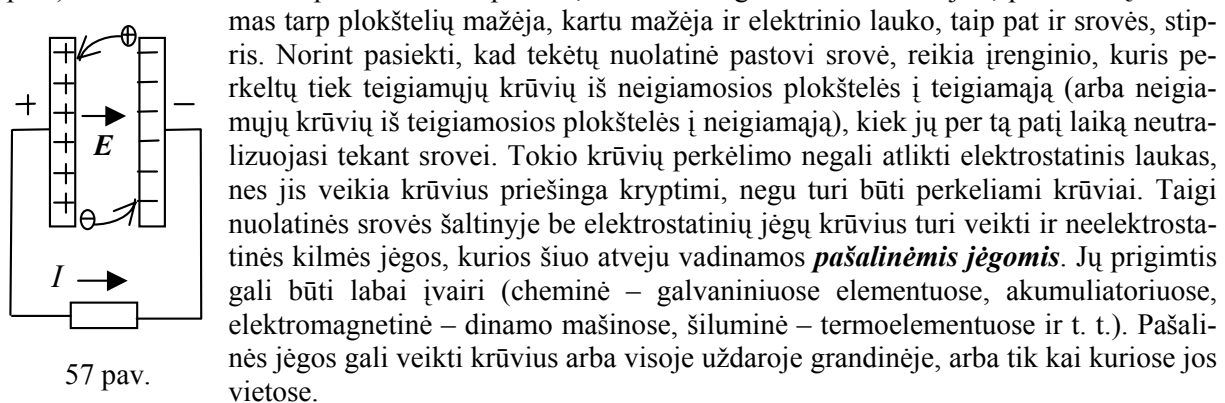 mas tarp plokštelių mažėja, kartu mažėja ir elektrinio lauko, taip pat ir srovės, stip-
ris. Norint pasiekti, kad tekėtų nuolatinė pastovi srovė, reikia įrenginio, kuris pe-
rkeltų tiek teigiamųjų krūvių iš neigiamosios plokštelės į teigiamąją (arba neigia-
mųjų krūvių iš teigiamosios plokštelės į neigiamąją), kiek jų per tą patį laiką neutra-
lizuojasi tekant srovei. Tokio krūvių perkėlimo negali atlikti elektrostatinis laukas,
nes jis veikia krūvius priešinga kryptimi, negu turi būti perkeliami krūviai. Taigi
nuolatinės srovės šaltinyje be elektrostatinių jėgų krūvius turi veikti ir neelektrosta-
tinės kilmės jėgos, kurios šiuo atveju vadinamos pašalinėmis jėgomis. Jų prigimtis
gali būti labai įvairi (cheminė – galvaniniuose elementuose, akumuliatoriuose,
elektromagnetinė – dinamo mašinose, šiluminė – termoelementuose ir t. t.). Pašali-
nės jėgos gali veikti krūvius arba visoje uždaroje grandinėje, arba tik kai kuriose jos
vietose.
+ −
E
I
57 pav.